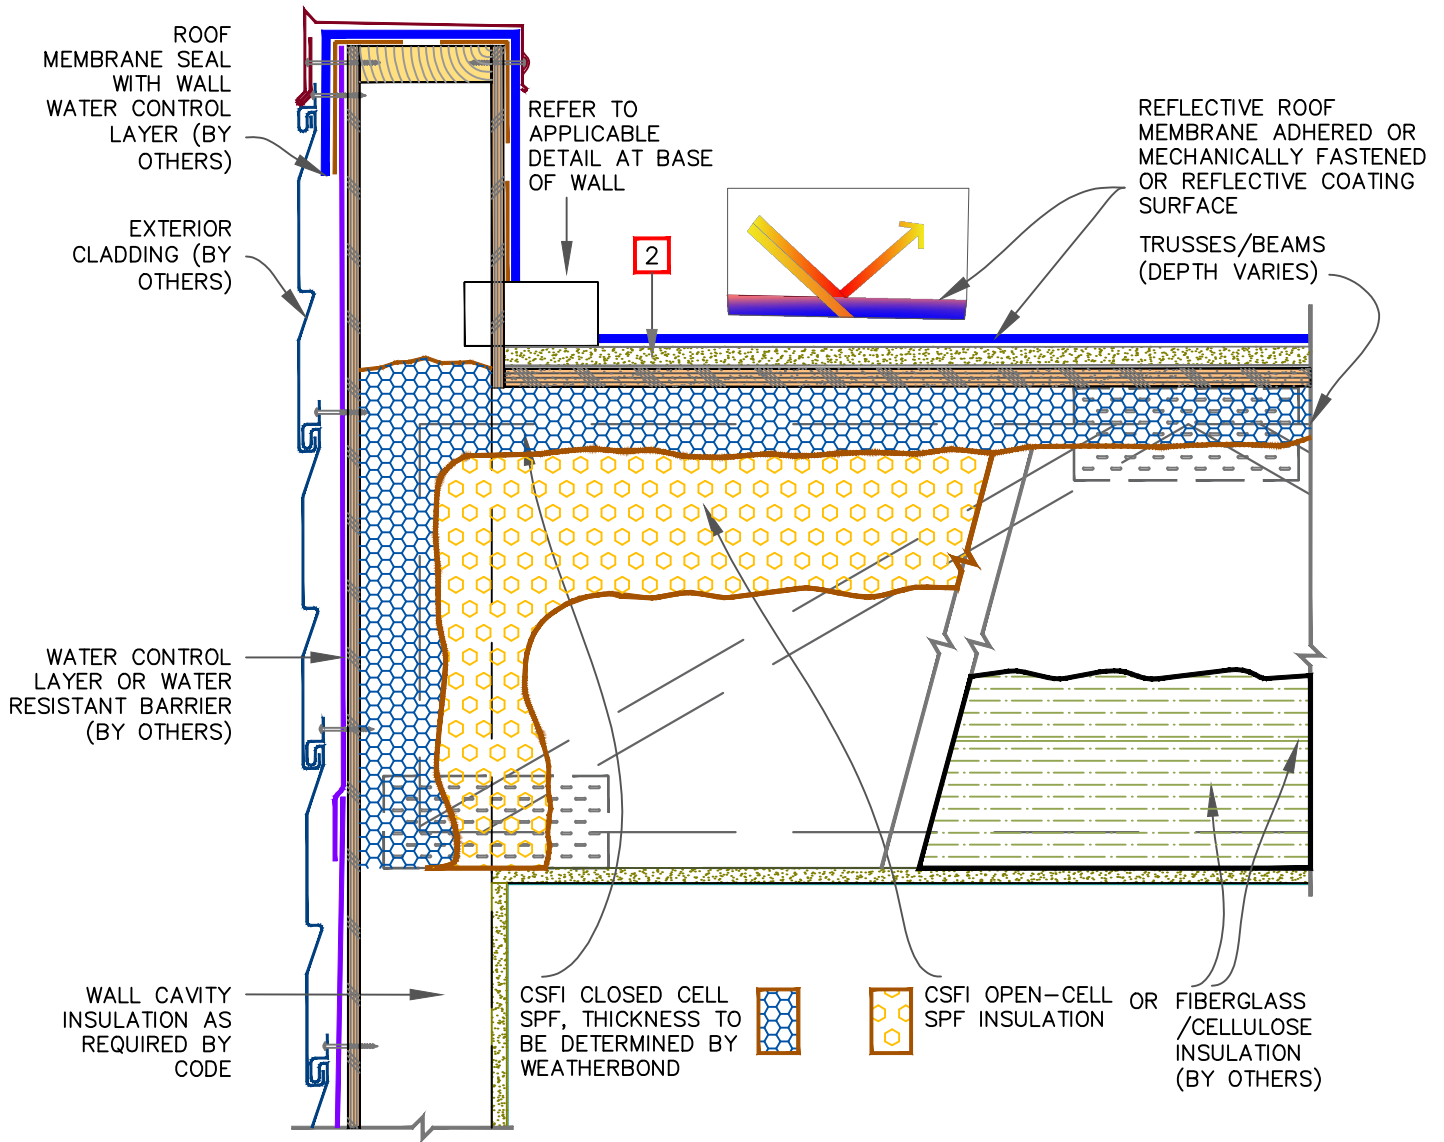 ROOF
MEMBRANE SEAL
WITH WALL
WATER CONTROL
LAYER (BY
OTHERS)
EXTERIOR
CLADDING (BY
OTHERS)
WATER CONTROL
LAYER OR WATER
RESISTANT BARRIER
(BY OTHERS)
WALL CAVITY
INSULATION AS
REQUIRED BY
CODE
REFER TO
APPLICABLE
DETAIL AT BASE
OF WALL
2
REFLECTIVE ROOF
MEMBRANE ADHERED OR
MECHANICALLY FASTENED
OR REFLECTIVE COATING
SURFACE
TRUSSES/BEAMS
(DEPTH VARIES)
CSFI CLOSED CELL
SPF, THICKNESS TO
BE DETERMINED BY
WEATHERBOND
CSFI OPEN-CELL
SPF INSULATION
OR FIBERGLASS
/CELLULOSE
INSULATION
(BY OTHERS)